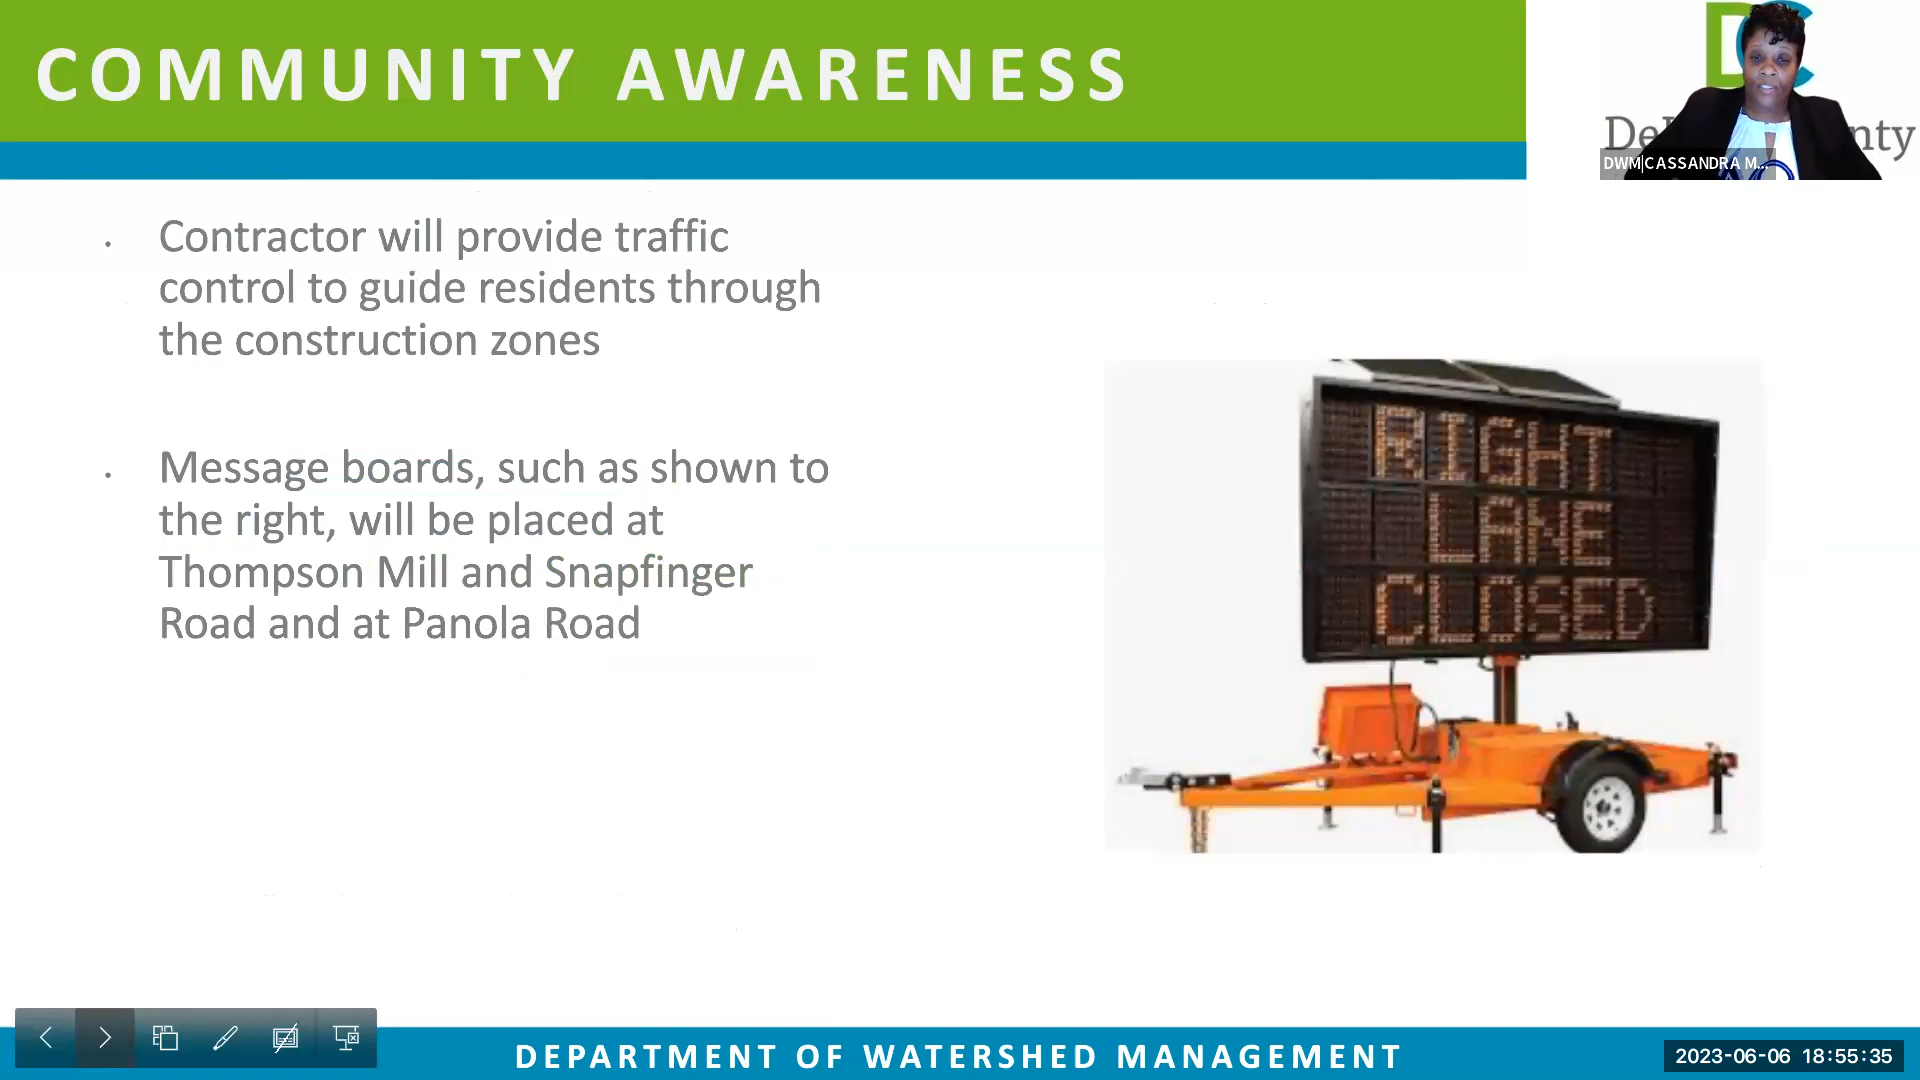 COMMUNITY AWARENESS
DWM|CASSANDRA M...
Contractor will provide traffic
control to guide residents through
the construction zones
Message boards, such as shown to
the right, will be placed at
Thompson Mill and Snapfinger
Road and at Panola Road
RIGHT
LANE
CLOSED
DEPARTMENT OF WATERSHED MANAGEMENT
2023-06-06 18:55:35